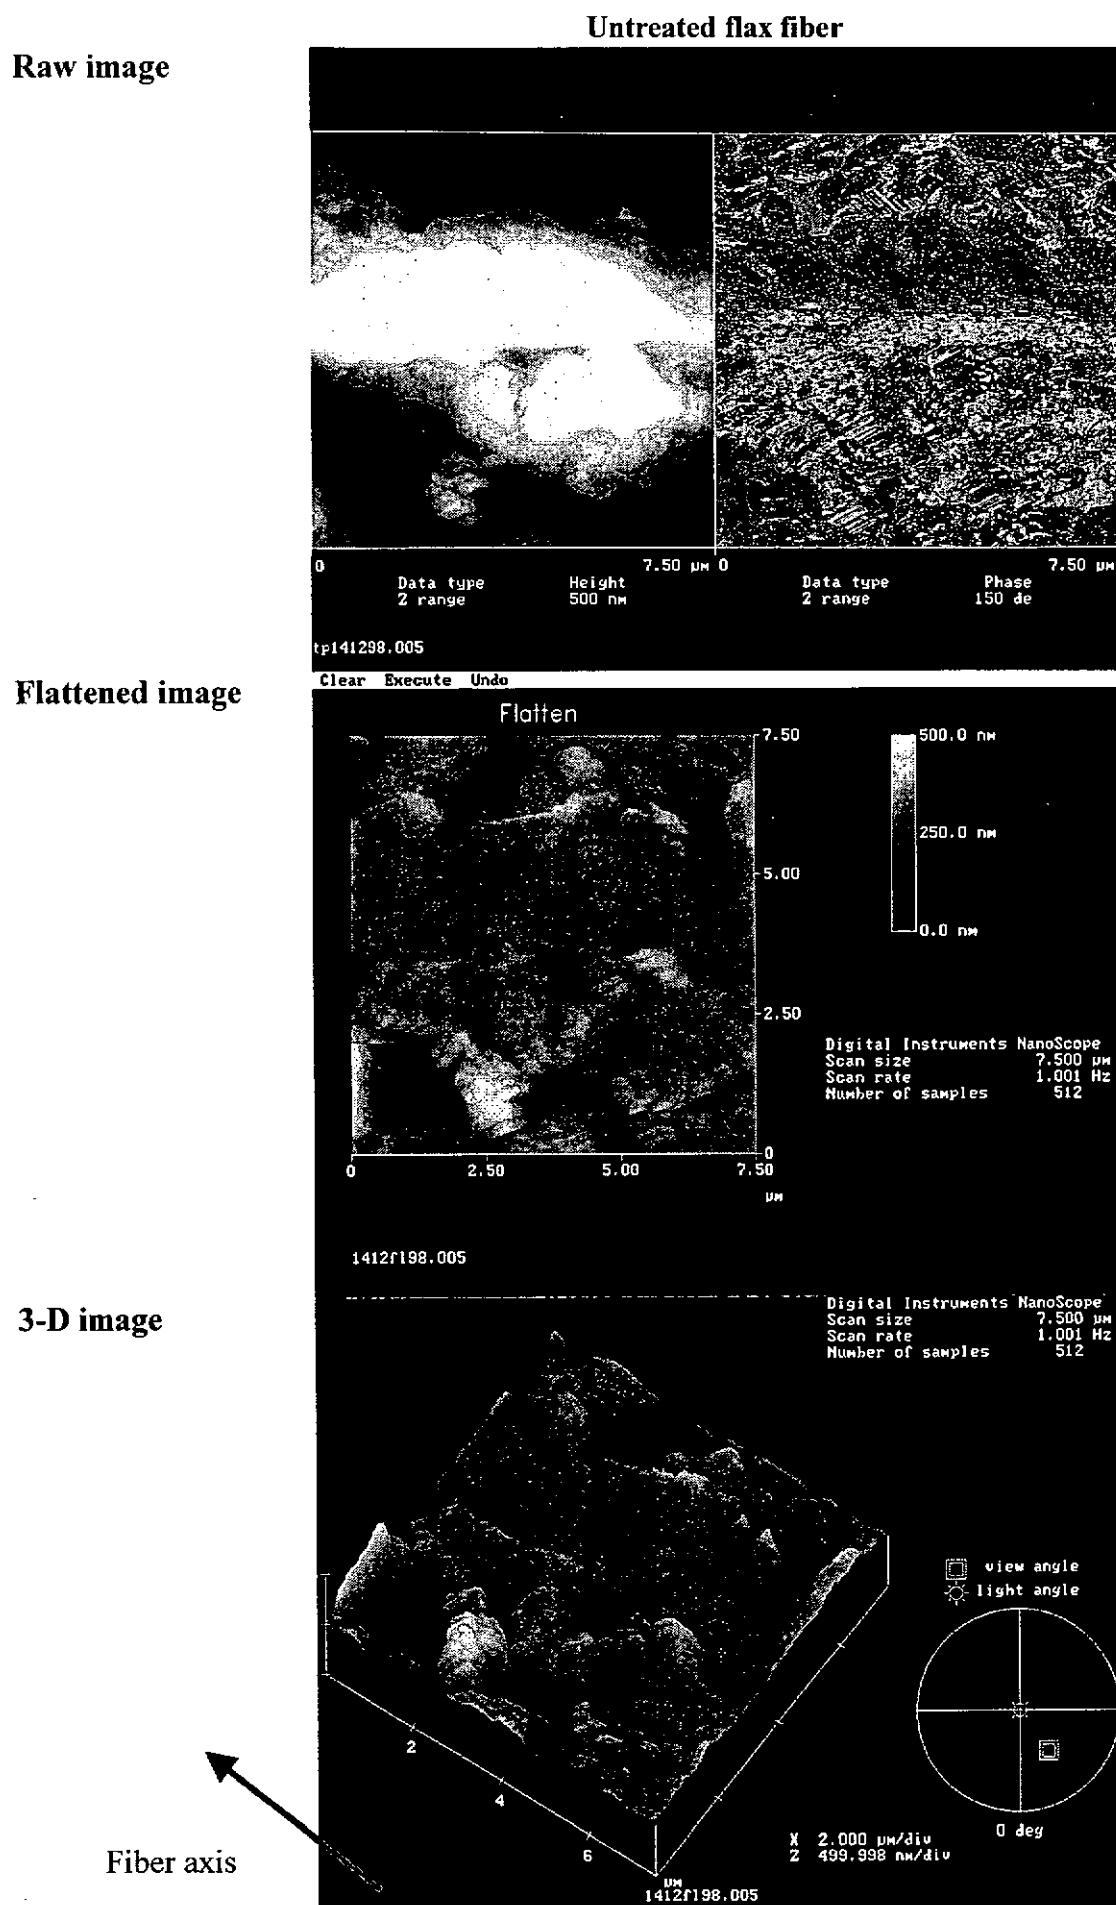 Untreated flax fiber
Raw image
0 7.50 µm 0 7.50 µm
Data type Height Data type Phase
Z range 500 nm Z range 150 de
tp141298.005
Flattened image
Clear Execute Undo
Flatten
7.50
5.00
2.50
0
500.0 nm
250.0 nm
0.0 nm
Digital Instruments NanoScope
Scan size 7.500 µm
Scan rate 1.001 Hz
Number of samples 512
0 2.50 5.00 7.50
µm
1412f198.005
3-D image
Digital Instruments NanoScope
Scan size 7.500 µm
Scan rate 1.001 Hz
Number of samples 512
view angle
light angle
2
4
6
µm
X 2.000 µm/div
Z 499.998 nm/div
0 deg
Fiber axis
1412f198.005